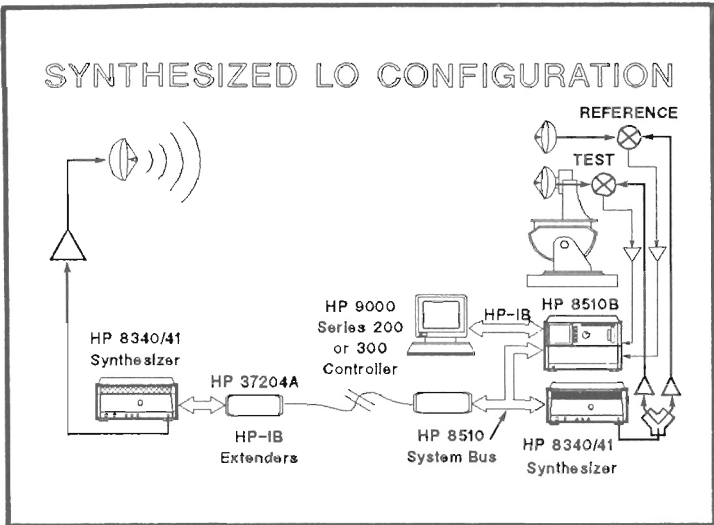 SYNTHESIZED LO CONFIGURATION
REFERENCE
TEST
HP 9000
Series 200
or 300
Controller
HP-IB
HP 8510B
HP 8340/41
Synthesizer
HP 37204A
HP-IB
Extenders
HP 8510
System Bus
HP 8340/41
Synthesizer